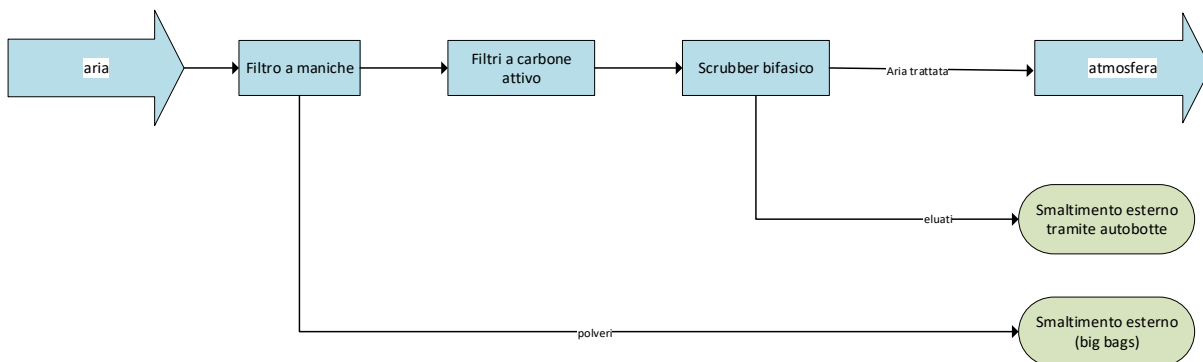 aria
Filtro a maniche
Filtri a carbone
attivo
Scrubber bifasico
Aria trattata
atmosfera
Smaltimento esterno
tramite autobotte
eluati
Smaltimento esterno
(big bags)
polveri